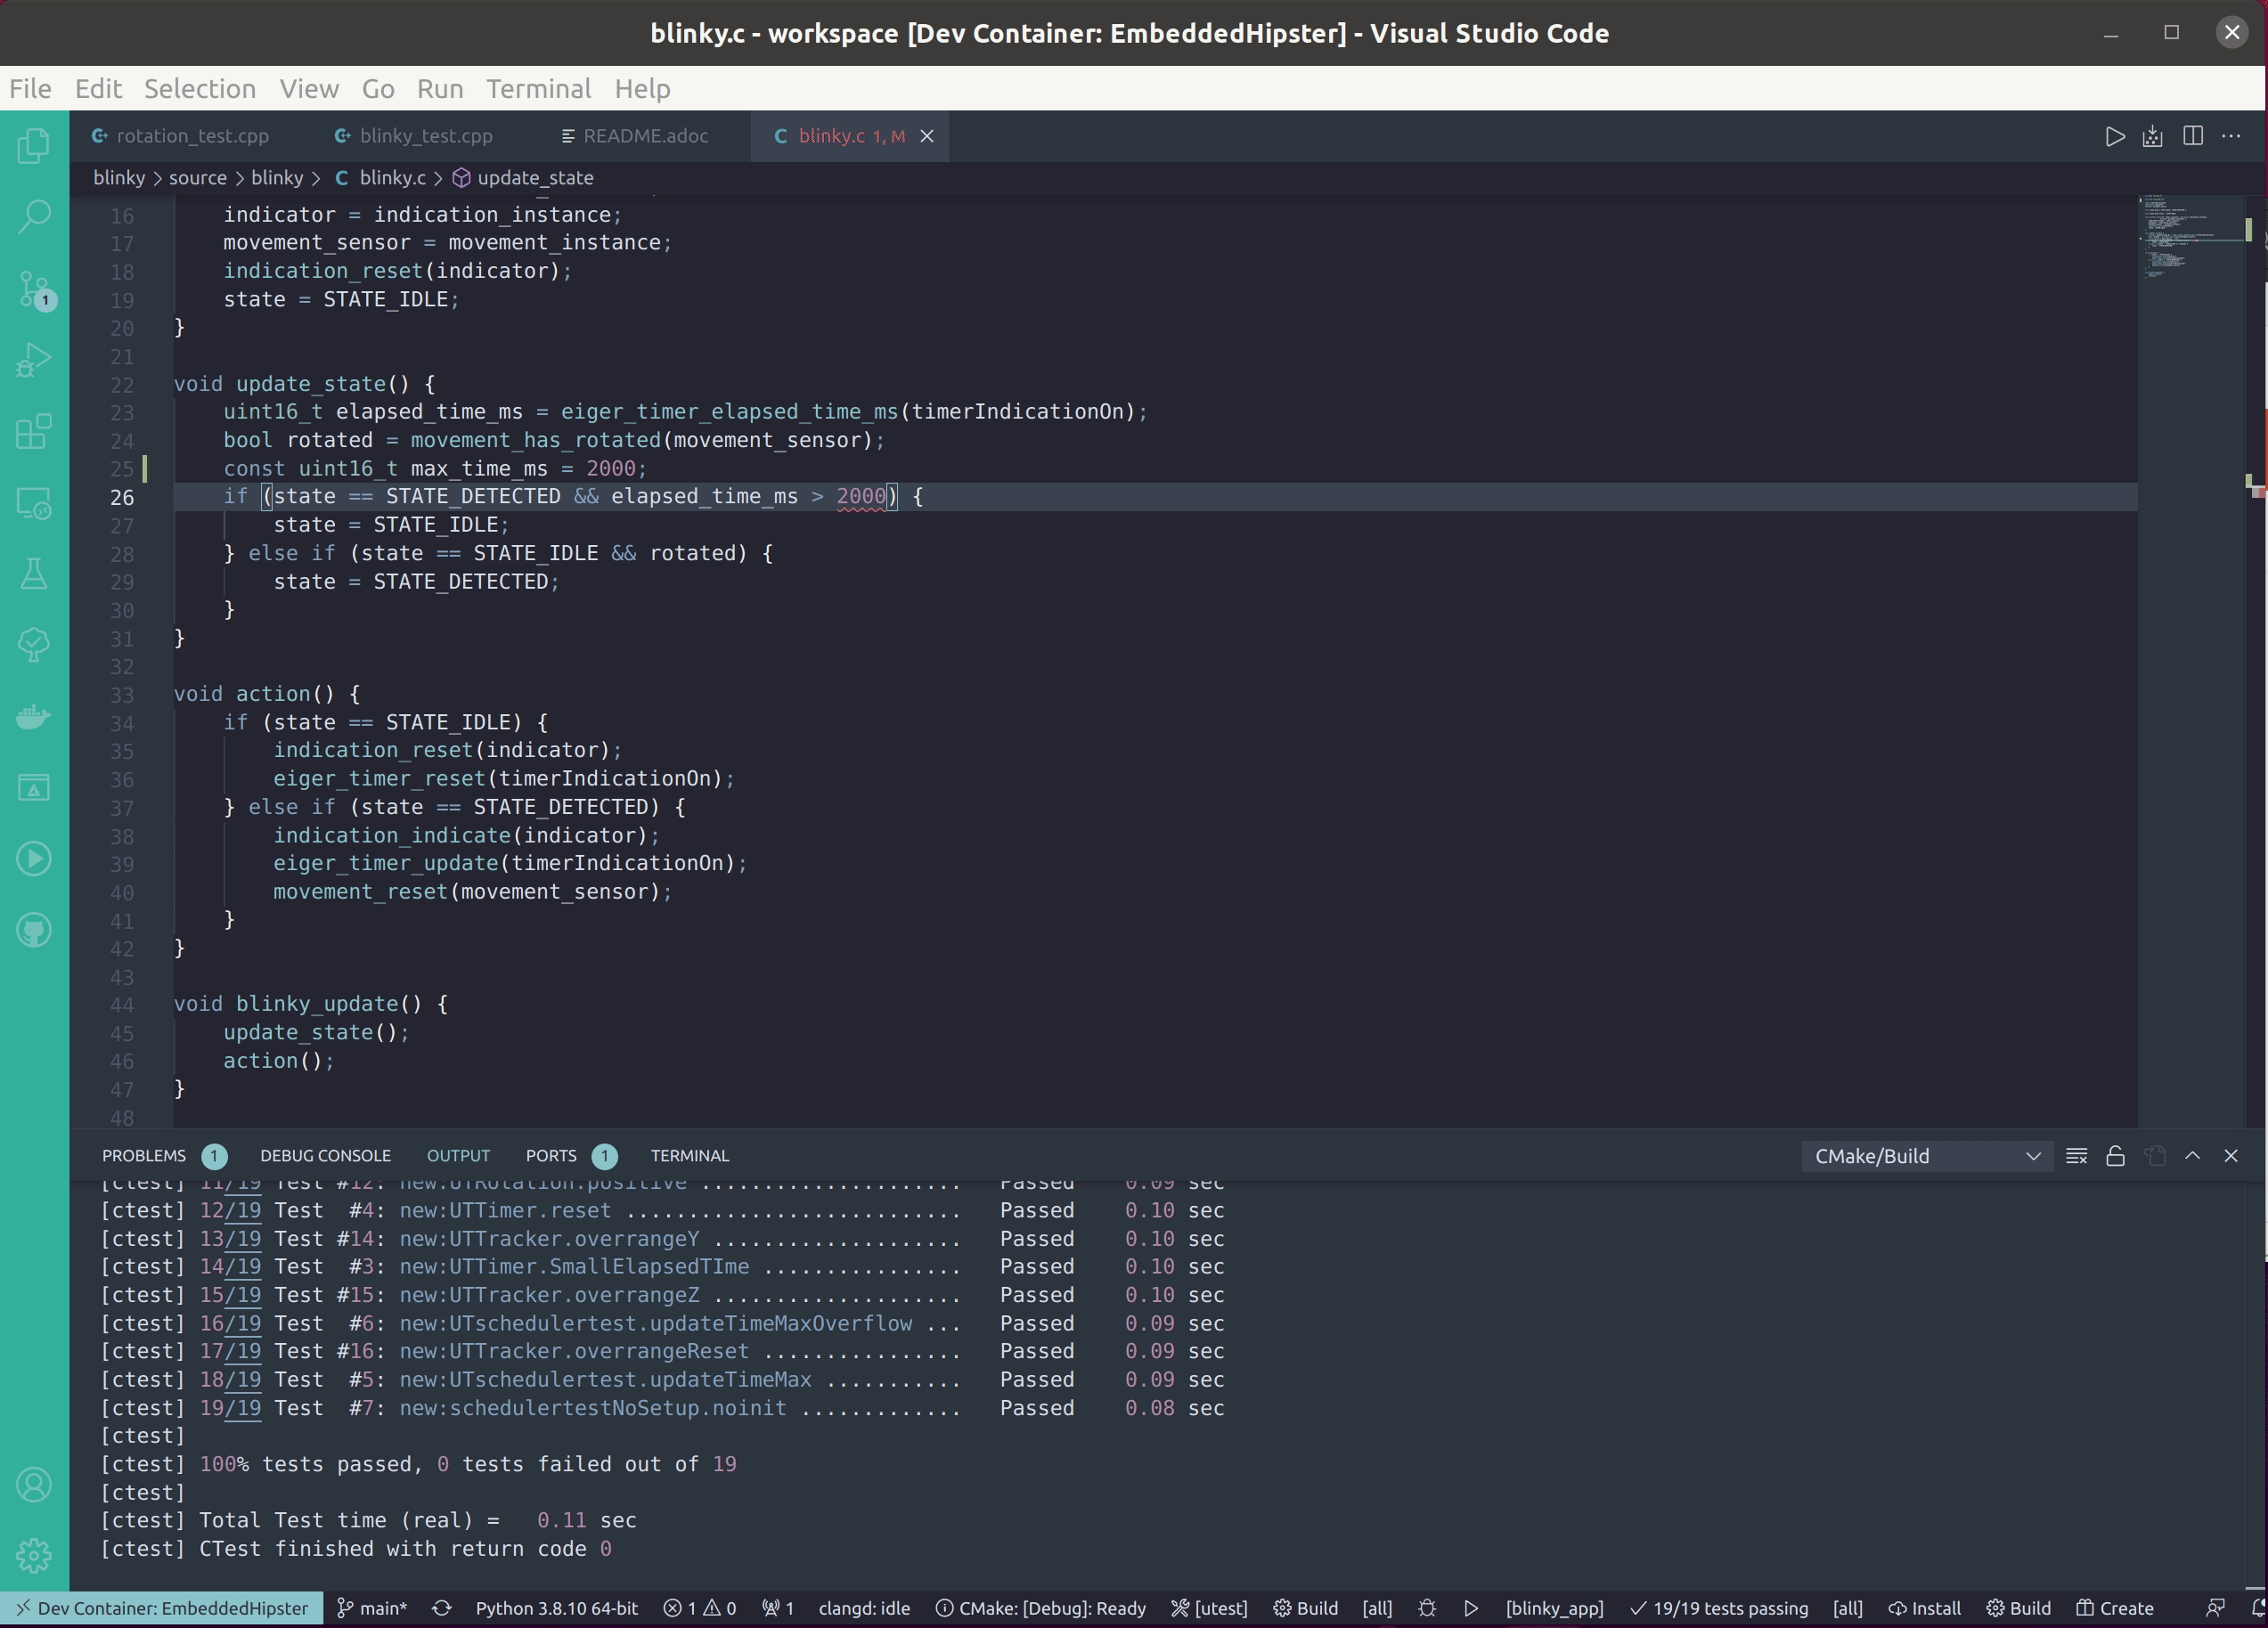 blinky.c - workspace [Dev Container: EmbeddedHipster] - Visual Studio Code
File Edit Selection View Go Run Terminal Help
rotation_test.cpp blinky_test.cpp README.adoc C blinky.c 1, M
blinky > source > blinky > C blinky.c > update_state
16 indicator = indication_instance;
17 movement_sensor = movement_instance;
18 indication_reset(indicator);
19 state = STATE_IDLE;
20 }
21
22 void update_state() {
23 uint16_t elapsed_time_ms = eiger_timer_elapsed_time_ms(timerIndicationOn);
24 bool rotated = movement_has_rotated(movement_sensor);
25 const uint16_t max_time_ms = 2000;
26 if (state == STATE_DETECTED && elapsed_time_ms > 2000) {
27 state = STATE_IDLE;
28 } else if (state == STATE_IDLE && rotated) {
29 state = STATE_DETECTED;
30 }
31 }
32
33 void action() {
34 if (state == STATE_IDLE) {
35 indication_reset(indicator);
36 eiger_timer_reset(timerIndicationOn);
37 } else if (state == STATE_DETECTED) {
38 indication_indicate(indicator);
39 eiger_timer_update(timerIndicationOn);
40 movement_reset(movement_sensor);
41 }
42 }
43
44 void blinky_update() {
45 update_state();
46 action();
47 }
48
1
PROBLEMS 1 DEBUG CONSOLE OUTPUT PORTS 1 TERMINAL CMake/Build
[ctest] 11/19 Test #12: new:UTRotation.positive ..................... Passed 0.09 sec
[ctest] 12/19 Test #4: new:UTTimer.reset ........................... Passed 0.10 sec
[ctest] 13/19 Test #14: new:UTTracker.overrangeY .................... Passed 0.10 sec
[ctest] 14/19 Test #3: new:UTTimer.SmallElapsedTIme ................ Passed 0.10 sec
[ctest] 15/19 Test #15: new:UTTracker.overrangeZ .................... Passed 0.10 sec
[ctest] 16/19 Test #6: new:UTschedulertest.updateTimeMaxOverflow ... Passed 0.09 sec
[ctest] 17/19 Test #16: new:UTTracker.overrangeReset ................ Passed 0.09 sec
[ctest] 18/19 Test #5: new:UTschedulertest.updateTimeMax ........... Passed 0.09 sec
[ctest] 19/19 Test #7: new:schedulertestNoSetup.noinit ............. Passed 0.08 sec
[ctest]
[ctest] 100% tests passed, 0 tests failed out of 19
[ctest]
[ctest] Total Test time (real) = 0.11 sec
[ctest] CTest finished with return code 0
Dev Container: EmbeddedHipster main* Python 3.8.10 64-bit 1 0 1 clangd: idle CMake: [Debug]: Ready [utest] Build [all] [blinky_app] 19/19 tests passing [all] Install Build Create